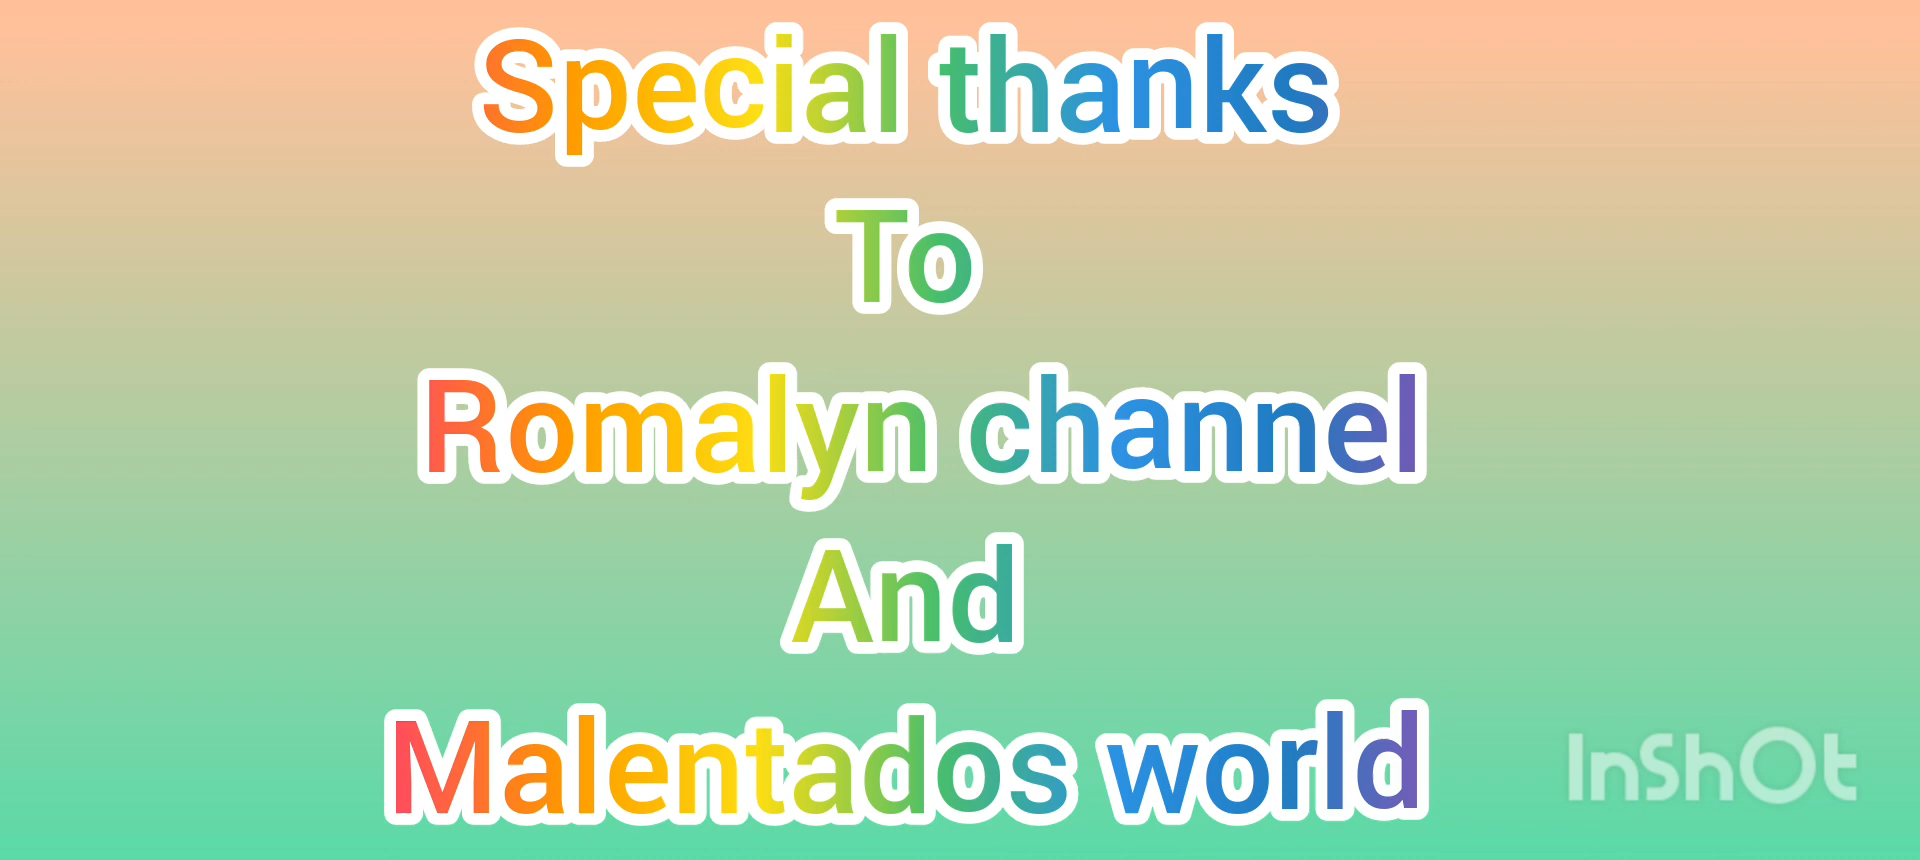 Special thanks
To
Romalyn channel
And
Malentados world
InShOt